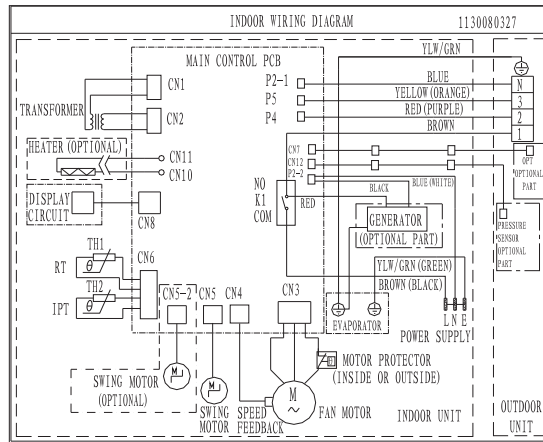 INDOOR WIRING DIAGRAM
1130080327
YLW/GRN
MAIN CONTROL PCB
P2-1
BLUE
N
P5
YELLOW(ORANGE)
3
P4
RED(PURPLE)
2
BROWN
1
CN1
TRANSFORMER
CN2
HEATER(OPTIONAL)
CN11
CN10
CN7
CN12
P2-2
BLACK
BLUE(WHITE)
OPT
OPTIONAL
PART
DISPLAY
CIRCUIT
CN8
NO
K1
COM
RED
GENERATOR
(OPTIONAL PART)
PRESSURE
SENSOR
OPTIONAL
PART
TH1
RT
θ
CN6
TH2
IPT
θ
YLW/GRN(GREEN)
BROWN(BLACK)
CN5-2
CN5
CN4
CN3
EVAPORATOR
L N E
POWER SUPPLY
MOTOR PROTECTOR
(INSIDE OR OUTSIDE)
M
SWING MOTOR
(OPTIONAL)
M
SWING
MOTOR
SPEED
FEEDBACK
M
~
FAN MOTOR
INDOOR UNIT
OUTDOOR
UNIT